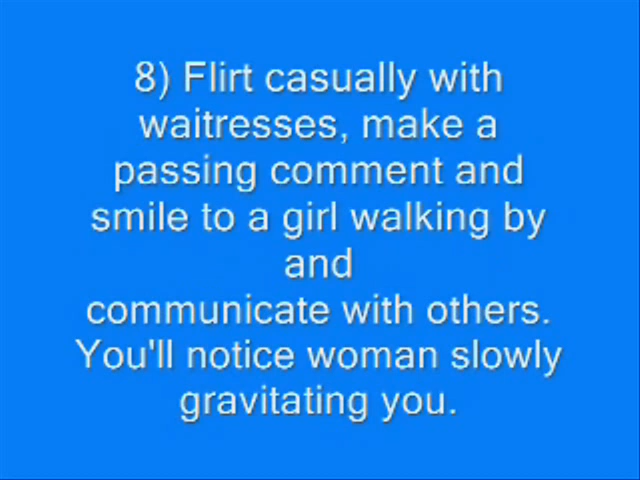 8) Flirt casually with
waitresses, make a
passing comment and
smile to a girl walking by
and
communicate with others.
You'll notice woman slowly
gravitating you.